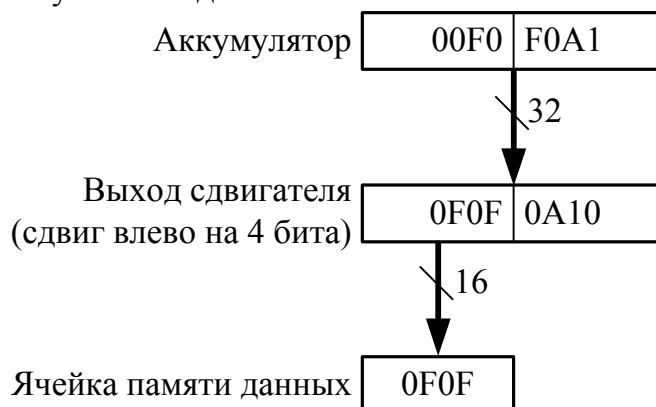 Аккумулятор 00F0 F0A1
32
Выход сдвигателя
(сдвиг влево на 4 бита) 0F0F 0A10
16
Ячейка памяти данных 0F0F